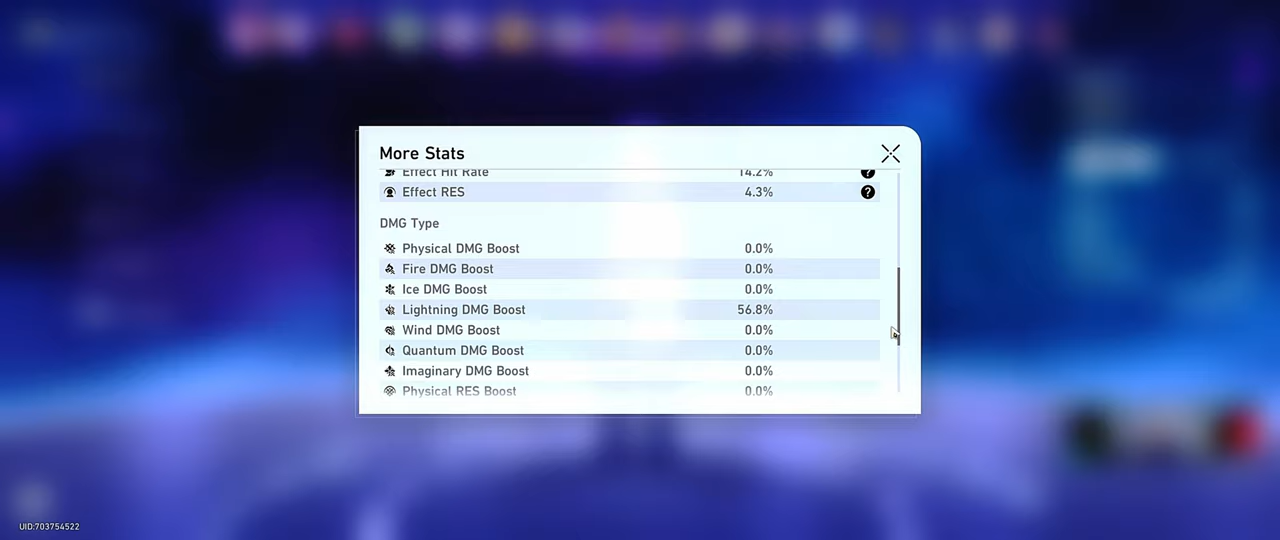 More Stats
Effect Hit Rate 14.2% ?
Effect RES 4.3% ?
DMG Type
Physical DMG Boost 0.0%
Fire DMG Boost 0.0%
Ice DMG Boost 0.0%
Lightning DMG Boost 56.8%
Wind DMG Boost 0.0%
Quantum DMG Boost 0.0%
Imaginary DMG Boost 0.0%
Physical RES Boost 0.0%
UID:703754522